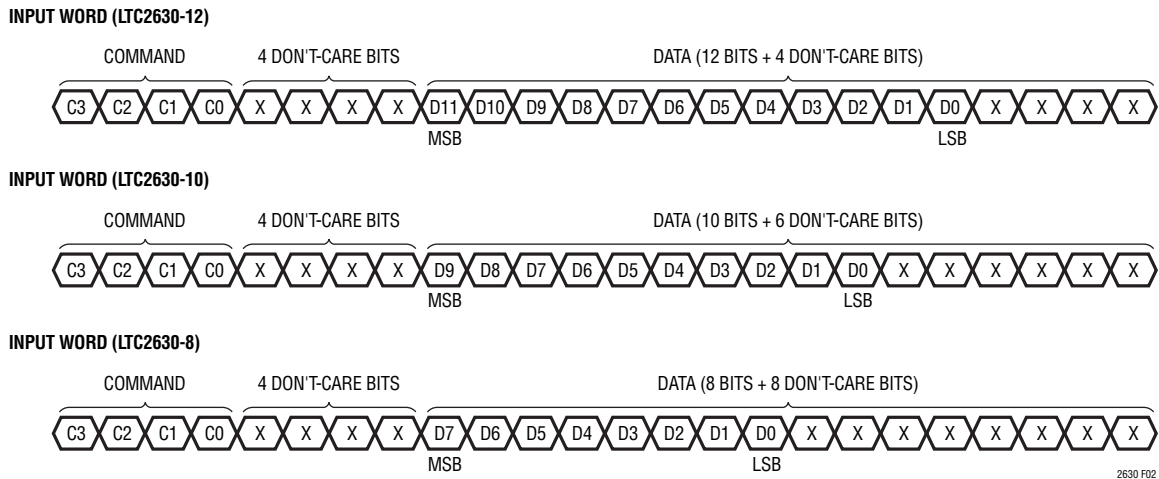 INPUT WORD (LTC2630-12)
COMMAND 4 DON'T-CARE BITS DATA (12 BITS + 4 DON'T-CARE BITS)
C3 C2 C1 C0 X X X X D11 D10 D9 D8 D7 D6 D5 D4 D3 D2 D1 D0 X X X X
MSB LSB
INPUT WORD (LTC2630-10)
COMMAND 4 DON'T-CARE BITS DATA (10 BITS + 6 DON'T-CARE BITS)
C3 C2 C1 C0 X X X X D9 D8 D7 D6 D5 D4 D3 D2 D1 D0 X X X X X X
MSB LSB
INPUT WORD (LTC2630-8)
COMMAND 4 DON'T-CARE BITS DATA (8 BITS + 8 DON'T-CARE BITS)
C3 C2 C1 C0 X X X X D7 D6 D5 D4 D3 D2 D1 D0 X X X X X X X X
MSB LSB
2630 F02